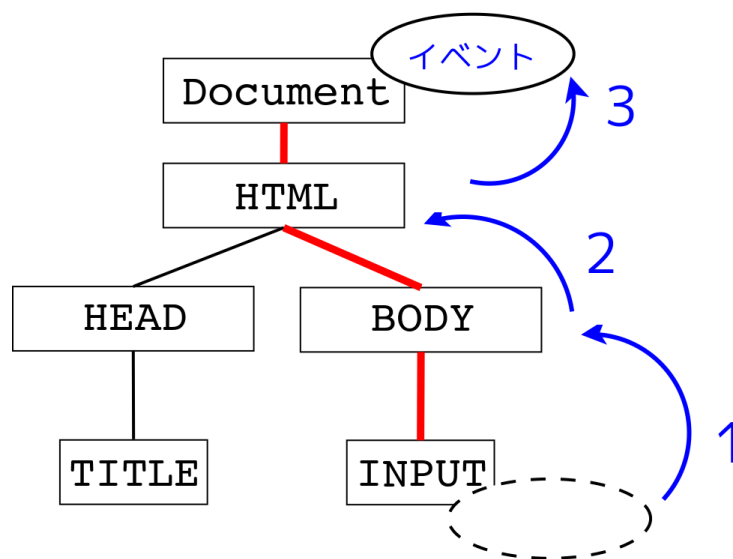 イベント
Document
3
HTML
2
HEAD
BODY
1
TITLE
INPUT